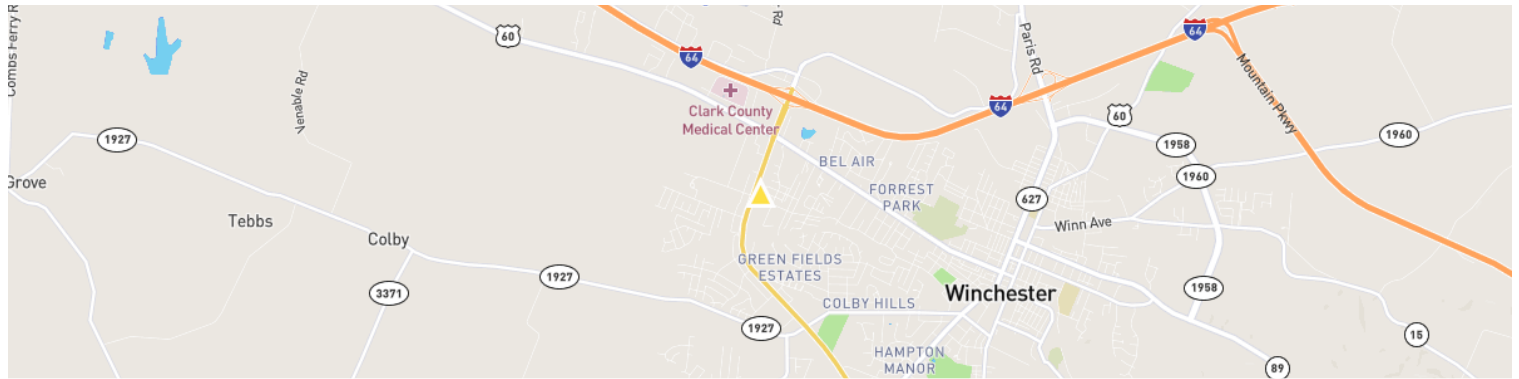 Combs Ferry R
60
Rd
64
Paris Rd
64
Mountain Pkwy
Venable Rd
Clark County
Medical Center
64
60
1927
1958
1960
BEL AIR
1960
Grove
FORREST
PARK
627
Tebbs
Winn Ave
Colby
GREEN FIELDS
ESTATES
1927
3371
Winchester
1958
COLBY HILLS
1927
15
HAMPTON
MANOR
89